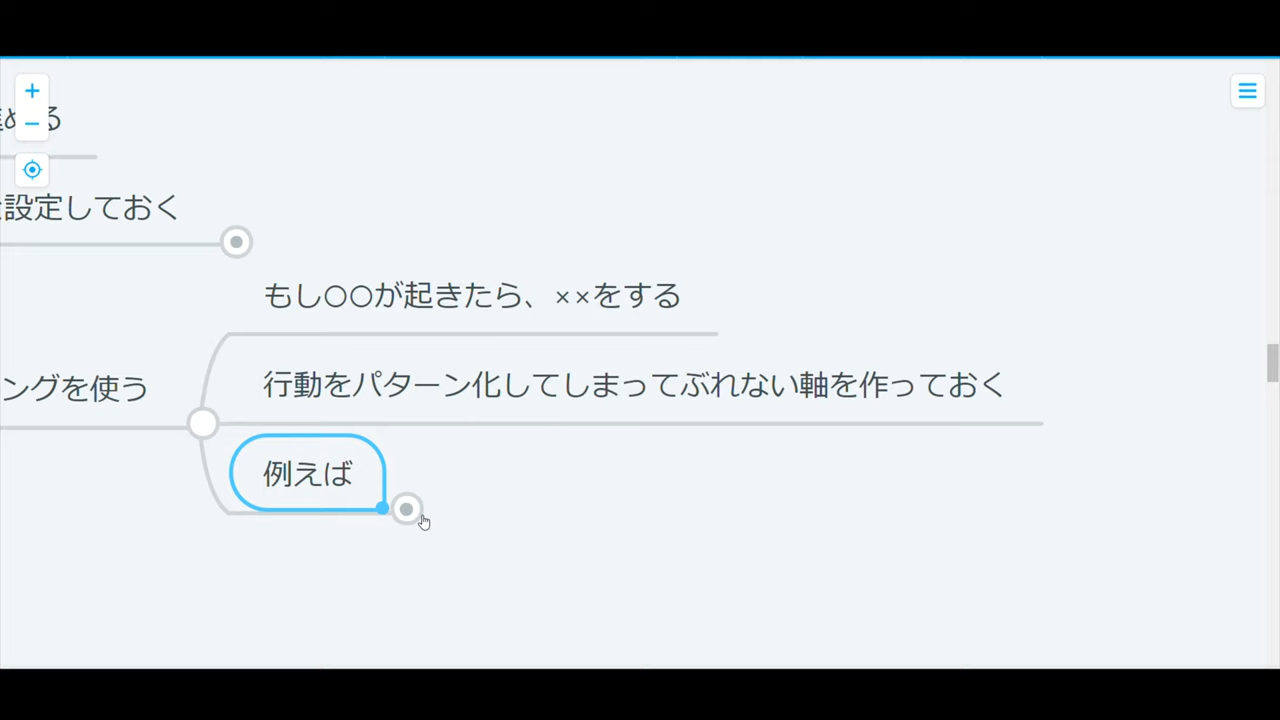 める
設定しておく
もし〇〇が起きたら、××をする
ングを使う
行動をパターン化してしまってぶれない軸を作っておく
例えば